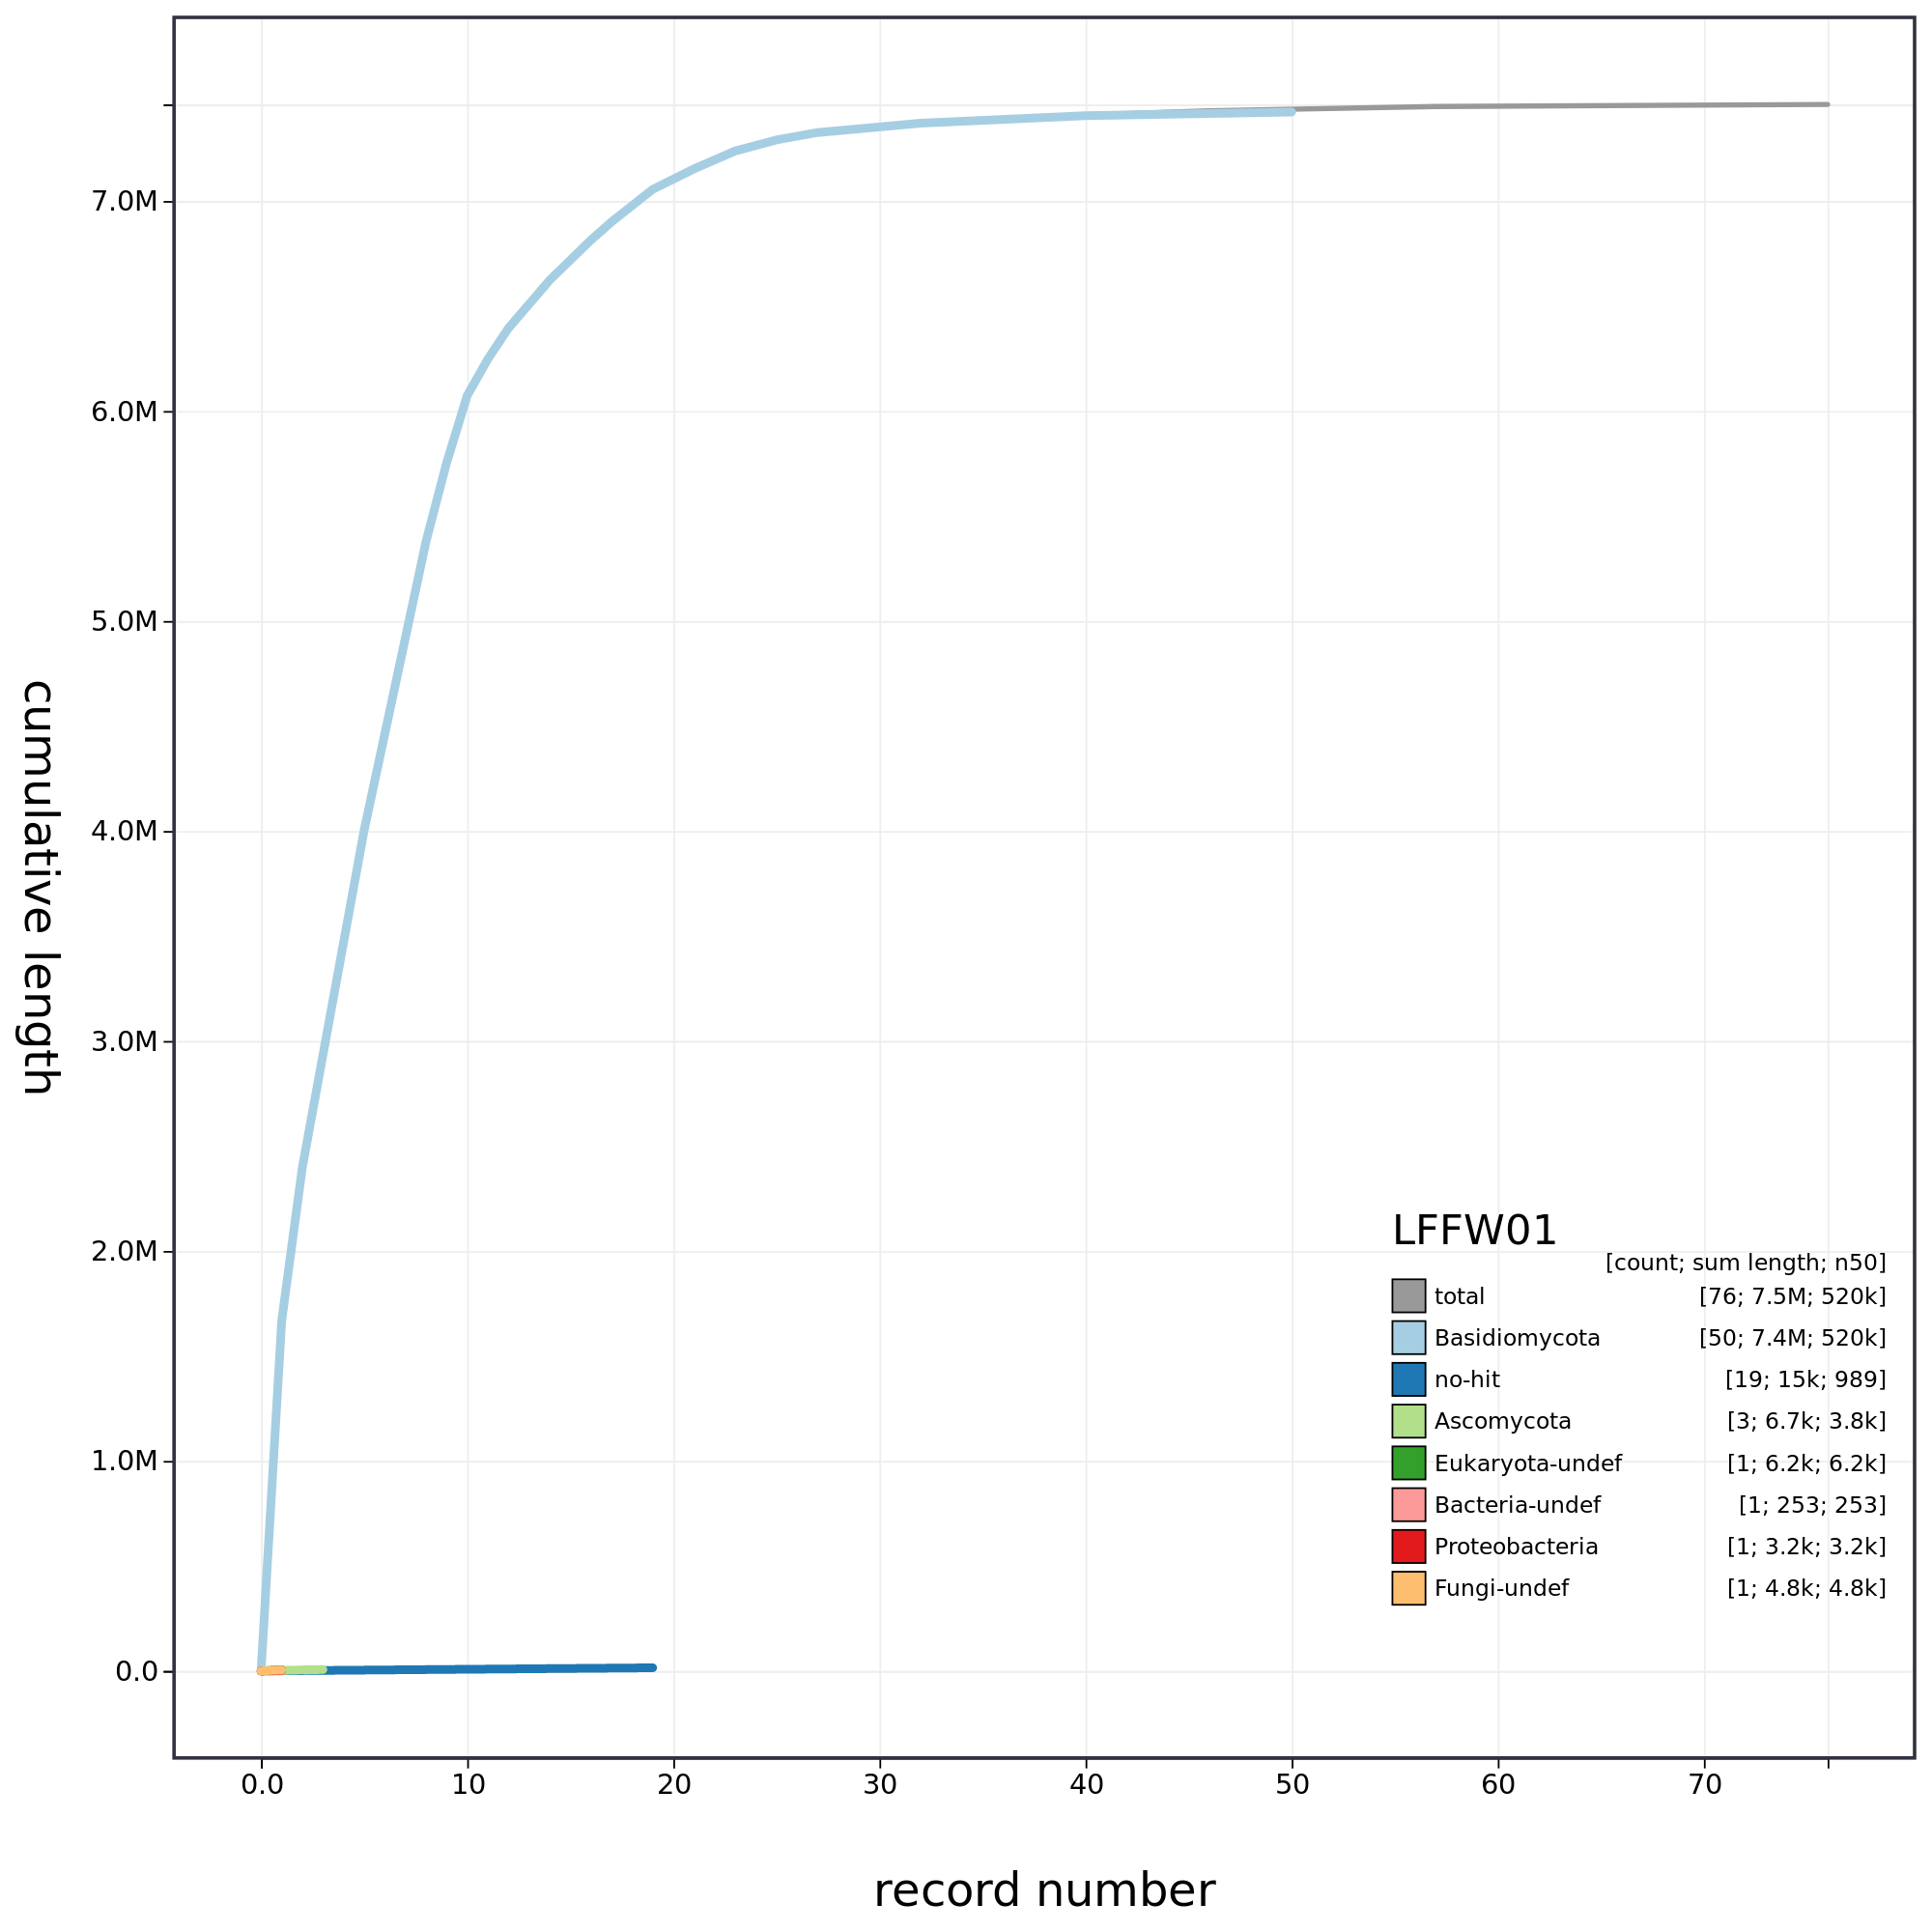 7.0M
6.0M
5.0M
4.0M
3.0M
2.0M
1.0M
0.0
cumulative length
0.0 10 20 30 40 50 60 70
record number
LFFW01
[count; sum length; n50]
total [76; 7.5M; 520k]
Basidiomycota [50; 7.4M; 520k]
no-hit [19; 15k; 989]
Ascomycota [3; 6.7k; 3.8k]
Eukaryota-undef [1; 6.2k; 6.2k]
Bacteria-undef [1; 253; 253]
Proteobacteria [1; 3.2k; 3.2k]
Fungi-undef [1; 4.8k; 4.8k]